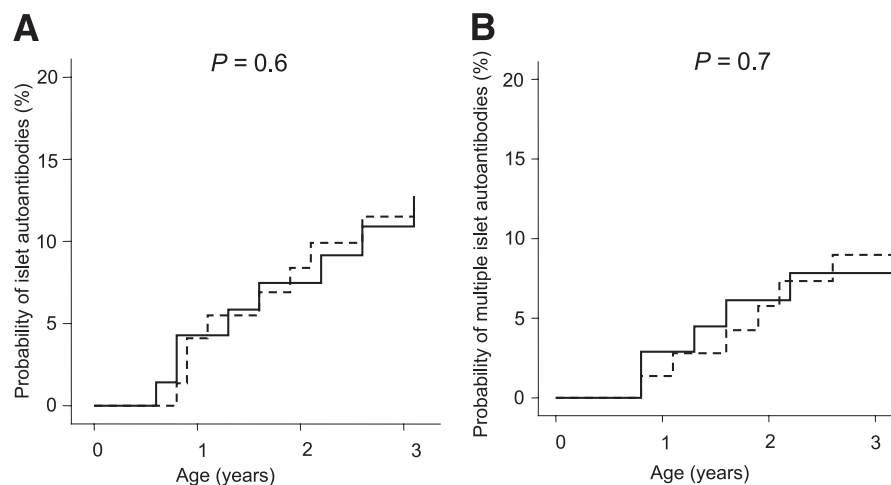 A
P = 0.6
Probability of islet autoantibodies (%)
20
15
10
5
0
0 1 2 3
Age (years)
B
P = 0.7
Probability of multiple islet autoantibodies (%)
20
15
10
5
0
0 1 2 3
Age (years)